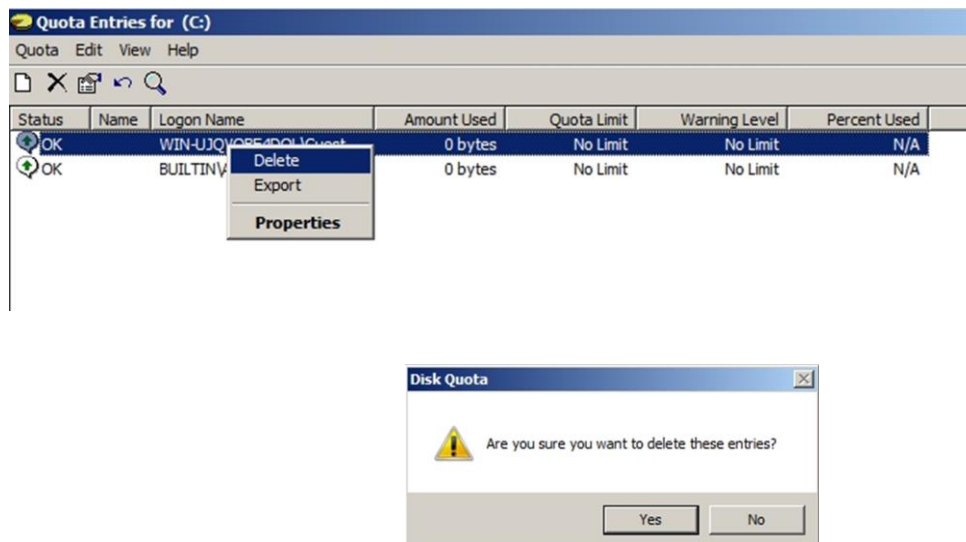 Quota Entries for (C:)
Quota Edit View Help
Status Name Logon Name Amount Used Quota Limit Warning Level Percent Used
OK 0 bytes No Limit No Limit N/A
OK BUILTIN\ 0 bytes No Limit No Limit N/A
Delete
Export
Properties
Disk Quota
Are you sure you want to delete these entries?
Yes No